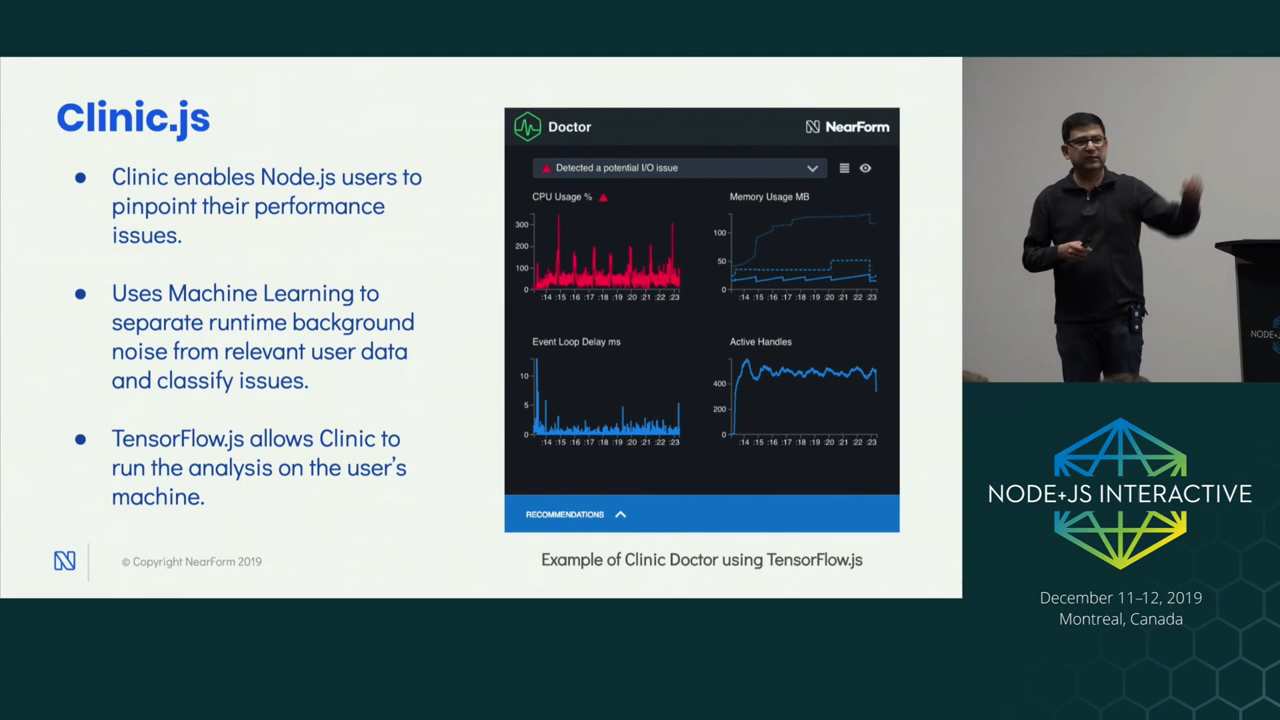 Clinic.js
● Clinic enables Node.js users to
pinpoint their performance
issues.
● Uses Machine Learning to
separate runtime background
noise from relevant user data
and classify issues.
● TensorFlow.js allows Clinic to
run the analysis on the user's
machine.
© Copyright NearForm 2019
Doctor
NearForm
Detected a potential I/O issue
CPU Usage %
300
200
100
0
:14 :15 :16 :17 :18 :19 :20 :21 :22 :23
Memory Usage MB
100
50
0
:14 :15 :16 :17 :18 :19 :20 :21 :22 :23
Event Loop Delay ms
10
5
0
:14 :15 :16 :17 :18 :19 :20 :21 :22 :23
Active Handles
400
200
0
:14 :15 :16 :17 :18 :19 :20 :21 :22 :23
RECOMMENDATIONS
Example of Clinic Doctor using TensorFlow.js
NODE+JS INTERACTIVE
December 11–12, 2019
Montreal, Canada